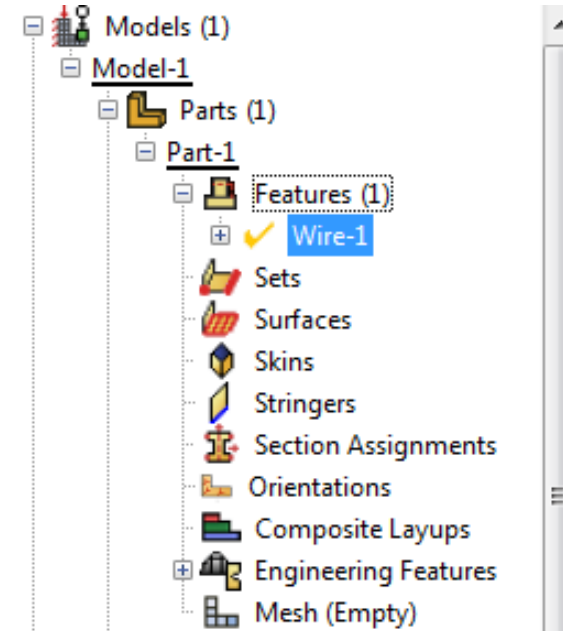 Models (1)
Model-1
Parts (1)
Part-1
Features (1)
Wire-1
Sets
Surfaces
Skins
Stringers
Section Assignments
Orientations
Composite Layups
Engineering Features
Mesh (Empty)